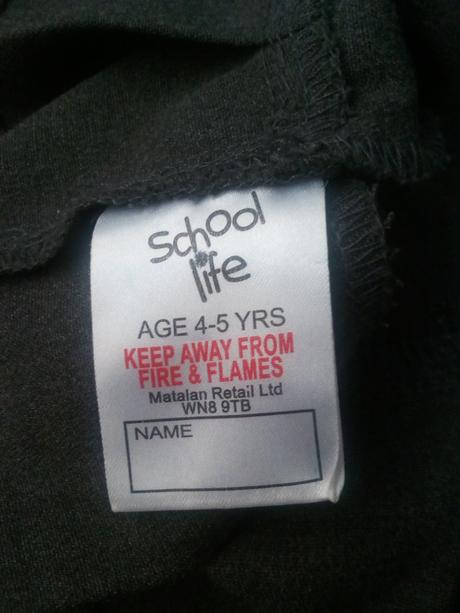 school
life
AGE 4-5 YRS
KEEP AWAY FROM
FIRE & FLAMES
Matalan Retail Ltd
WN8 9TB
NAME